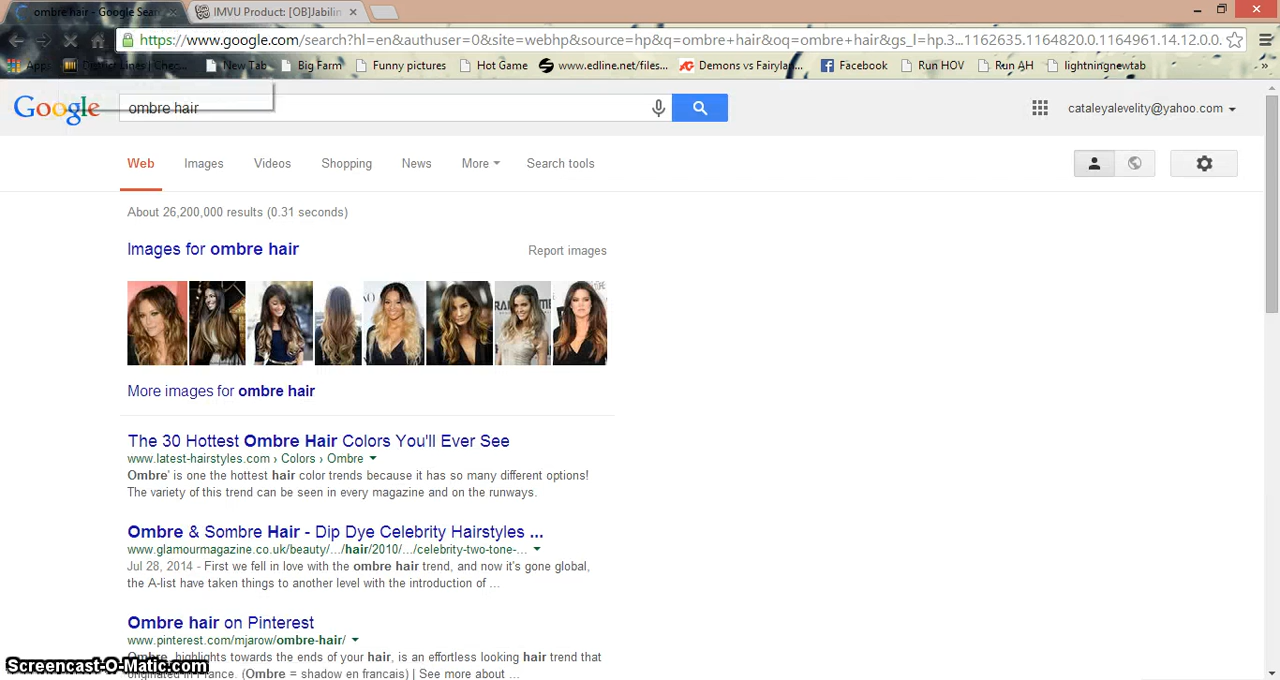 ombre hair - Google Sear
IMVU Product: [OB]Jabilin
https://www.google.com/search?hl=en&authuser=0&site=webhp&source=hp&q=ombre+hair&oq=ombre+hair&gs_l=hp.3...1162635.1164820.0.1164961.14.12.0.0.
Apps New Tab Big Farm Funny pictures Hot Game www.edline.net/files... Demons vs Fairylan... Facebook Run HOV Run AH lightningnewtab »
Google ombre hair cataleyalevelity@yahoo.com
Web Images Videos Shopping News More Search tools
About 26,200,000 results (0.31 seconds)
Images for ombre hair Report images
More images for ombre hair
The 30 Hottest Ombre Hair Colors You'll Ever See
www.latest-hairstyles.com › Colors › Ombre
Ombre' is one the hottest hair color trends because it has so many different options!
The variety of this trend can be seen in every magazine and on the runways.
Ombre & Sombre Hair - Dip Dye Celebrity Hairstyles ...
www.glamourmagazine.co.uk/beauty/.../hair/2010/.../celebrity-two-tone-...
Jul 28, 2014 - First we fell in love with the ombre hair trend, and now it's gone global,
the A-list have taken things to another level with the introduction of ...
Ombre hair on Pinterest
www.pinterest.com/mjarow/ombre-hair/
Ombre, highlights towards the ends of your hair, is an effortless looking hair trend that
originated in France. (Ombre = shadow en francais) | See more about ...
Screencast-O-Matic.com